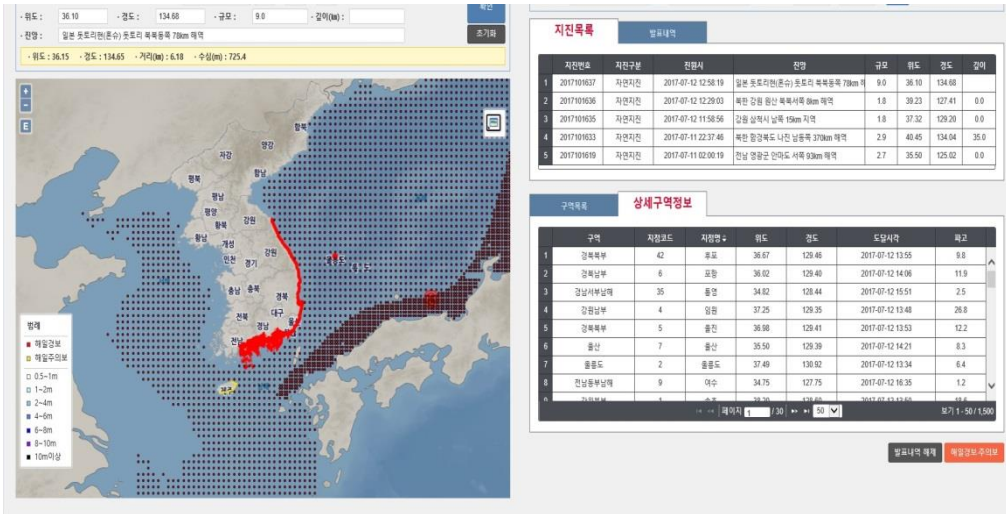 확인
· 위도 : 36.10 · 경도 : 134.68 · 규모 : 9.0 · 깊이(㎞) :
· 진앙 : 일본 돗토리현(혼슈) 돗토리 북북동쪽 78km 해역
초기화
· 위도 : 36.15 · 경도 : 134.65 · 거리(㎞) : 6.18 · 수심(m) : 725.4
+
-
E
함북
양강
자강
함남
평북
평남
평양
황북
강원
황남
개성
인천
경기
강원
충남
충북
경북
전북
대구
경남
전남
제주
범례
해일경보
해일주의보
0.5~1m
1~2m
2~4m
4~6m
6~8m
8~10m
10m이상
지진목록
발표내역
지진번호 지진구분 진원시 진앙 규모 위도 경도 깊이
1 2017101637 자연지진 2017-07-12 12:58:19 일본 돗토리현(혼슈) 돗토리 북북동쪽 78km 해 9.0 36.10 134.68
2 2017101636 자연지진 2017-07-12 12:29:03 북한 강원 원산 북북서쪽 8km 해역 1.8 39.23 127.41 0.0
3 2017101635 자연지진 2017-07-12 11:58:56 강원 삼척시 남쪽 15km 지역 1.8 37.32 129.20 0.0
4 2017101633 자연지진 2017-07-11 22:37:46 북한 함경북도 나진 남동쪽 370km 해역 2.9 40.45 134.04 35.0
5 2017101619 자연지진 2017-07-11 02:00:19 전남 영광군 안마도 서쪽 93km 해역 2.7 35.50 125.02 0.0
구역목록
상세구역정보
구역 지점코드 지점명 위도 경도 도달시각 파고
1 경북북부 42 후포 36.67 129.46 2017-07-12 13:55 9.8
2 경북남부 6 포항 36.02 129.40 2017-07-12 14:06 11.9
3 경남서부남해 35 통영 34.82 128.44 2017-07-12 15:51 2.5
4 강원남부 4 임원 37.25 129.35 2017-07-12 13:48 26.8
5 경북북부 5 울진 36.98 129.41 2017-07-12 13:53 12.2
6 울산 7 울산 35.50 129.39 2017-07-12 14:21 8.3
7 울릉도 2 울릉도 37.49 130.92 2017-07-12 13:34 6.4
8 전남동부남해 9 여수 34.75 127.75 2017-07-12 16:35 1.2
페이지 1 / 30 50 보기 1 - 50 / 1,500
발표내역 해제
해일경보·주의보